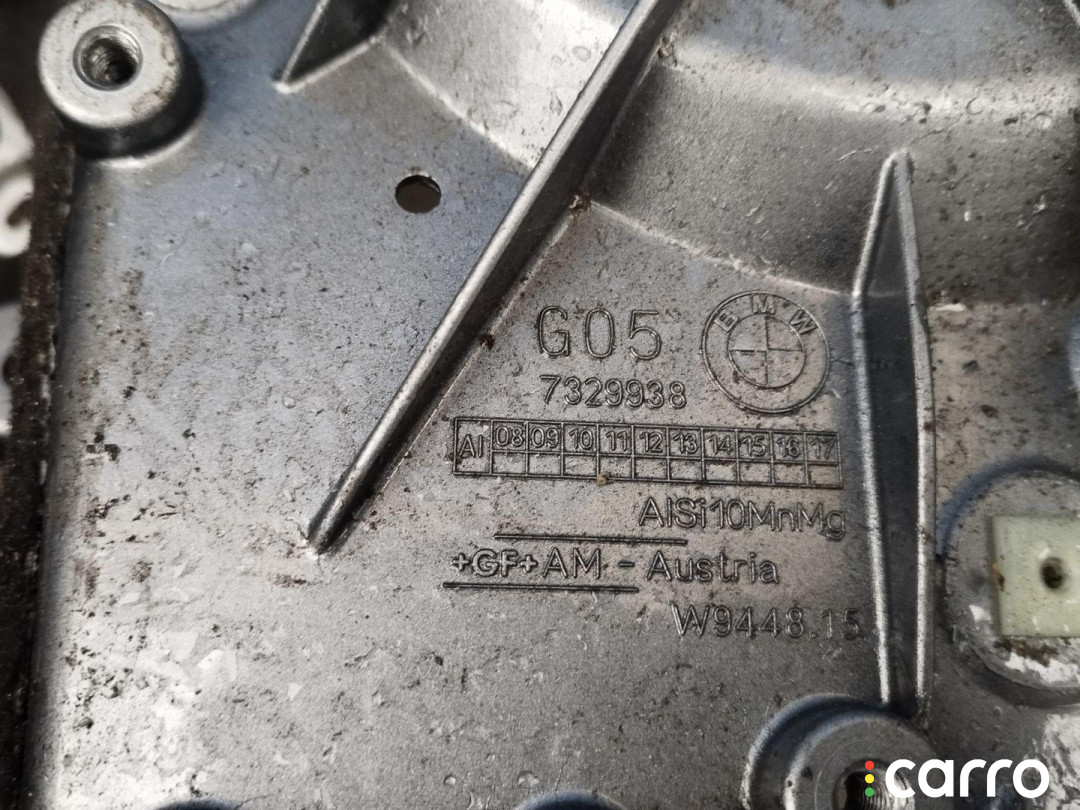 G05
BMW
7329938
Al 08 09 10 11 12 13 14 15 16 17
AlSi10MnMg
+GF+ AM - Austria
W9448.15
carro